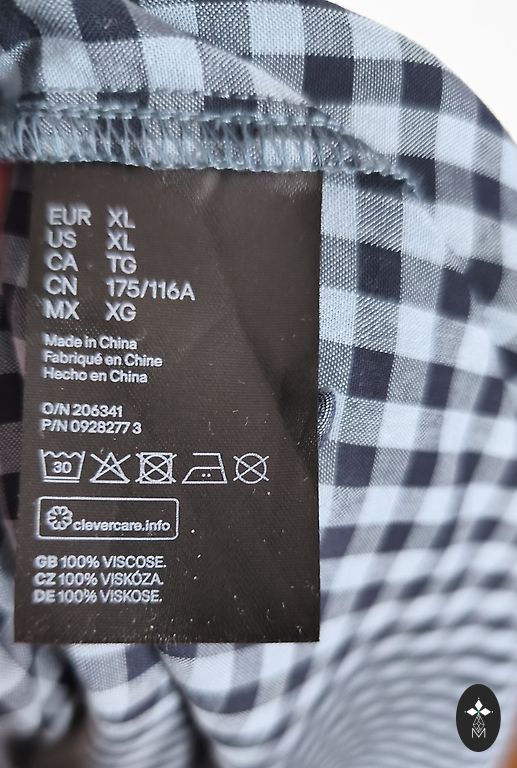 EUR XL
US XL
CA TG
CN 175/116A
MX XG
Made in China
Fabriqué en Chine
Hecho en China
O/N 206341
P/N 0928277 3
30
clevercare.info
GB 100% VISCOSE.
CZ 100% VISKÓZA.
DE 100% VISKOSE.
M